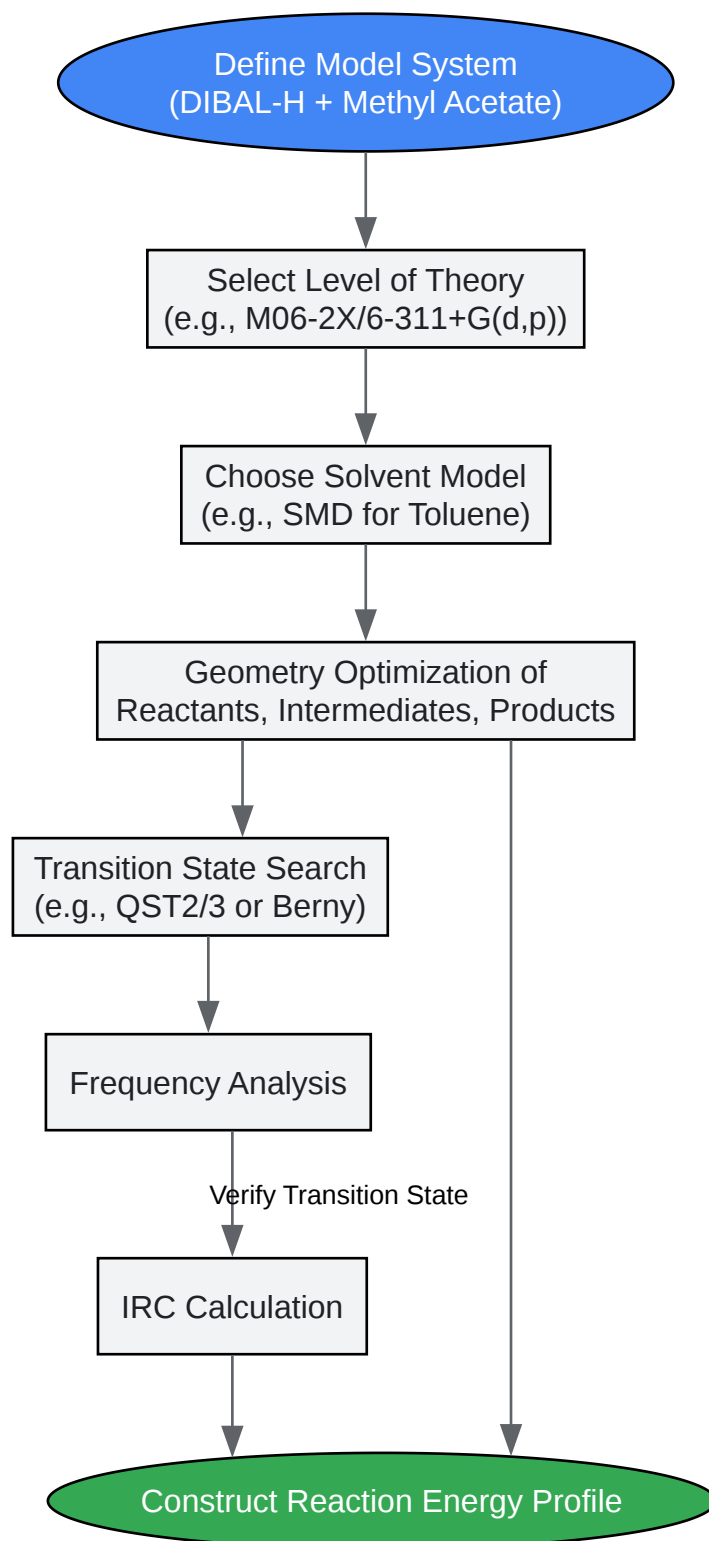 Define Model System
(DIBAL-H + Methyl Acetate)
Select Level of Theory
(e.g., M06-2X/6-311+G(d,p))
Choose Solvent Model
(e.g., SMD for Toluene)
Geometry Optimization of
Reactants, Intermediates, Products
Transition State Search
(e.g., QST2/3 or Berny)
Frequency Analysis
Verify Transition State
IRC Calculation
Construct Reaction Energy Profile